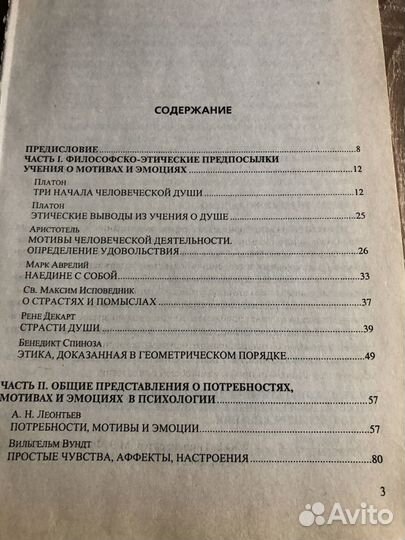 СОДЕРЖАНИЕ
ПРЕДИСЛОВИЕ 8
ЧАСТЬ I. ФИЛОСОФСКО-ЭТИЧЕСКИЕ ПРЕДПОСЫЛКИ
УЧЕНИЯ О МОТИВАХ И ЭМОЦИЯХ 12
Платон
ТРИ НАЧАЛА ЧЕЛОВЕЧЕСКОЙ ДУШИ 12
Платон
ЭТИЧЕСКИЕ ВЫВОДЫ ИЗ УЧЕНИЯ О ДУШЕ 25
Аристотель
МОТИВЫ ЧЕЛОВЕЧЕСКОЙ ДЕЯТЕЛЬНОСТИ.
ОПРЕДЕЛЕНИЕ УДОВОЛЬСТВИЯ 26
Марк Аврелий
НАЕДИНЕ С СОБОЙ 33
Св. Максим Исповедник
О СТРАСТЯХ И ПОМЫСЛАХ 37
Рене Декарт
СТРАСТИ ДУШИ 39
Бенедикт Спиноза
ЭТИКА, ДОКАЗАННАЯ В ГЕОМЕТРИЧЕСКОМ ПОРЯДКЕ 49
ЧАСТЬ II. ОБЩИЕ ПРЕДСТАВЛЕНИЯ О ПОТРЕБНОСТЯХ,
МОТИВАХ И ЭМОЦИЯХ В ПСИХОЛОГИИ 57
А. Н. Леонтьев
ПОТРЕБНОСТИ, МОТИВЫ И ЭМОЦИИ 57
Вильгельм Вундт
ПРОСТЫЕ ЧУВСТВА, АФФЕКТЫ, НАСТРОЕНИЯ 80
3
Avito